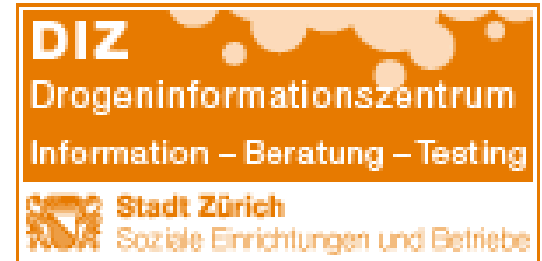 DIZ
Drogeninformationszentrum
Information – Beratung – Testing
Stadt Zürich
Soziale Einrichtungen und Betriebe